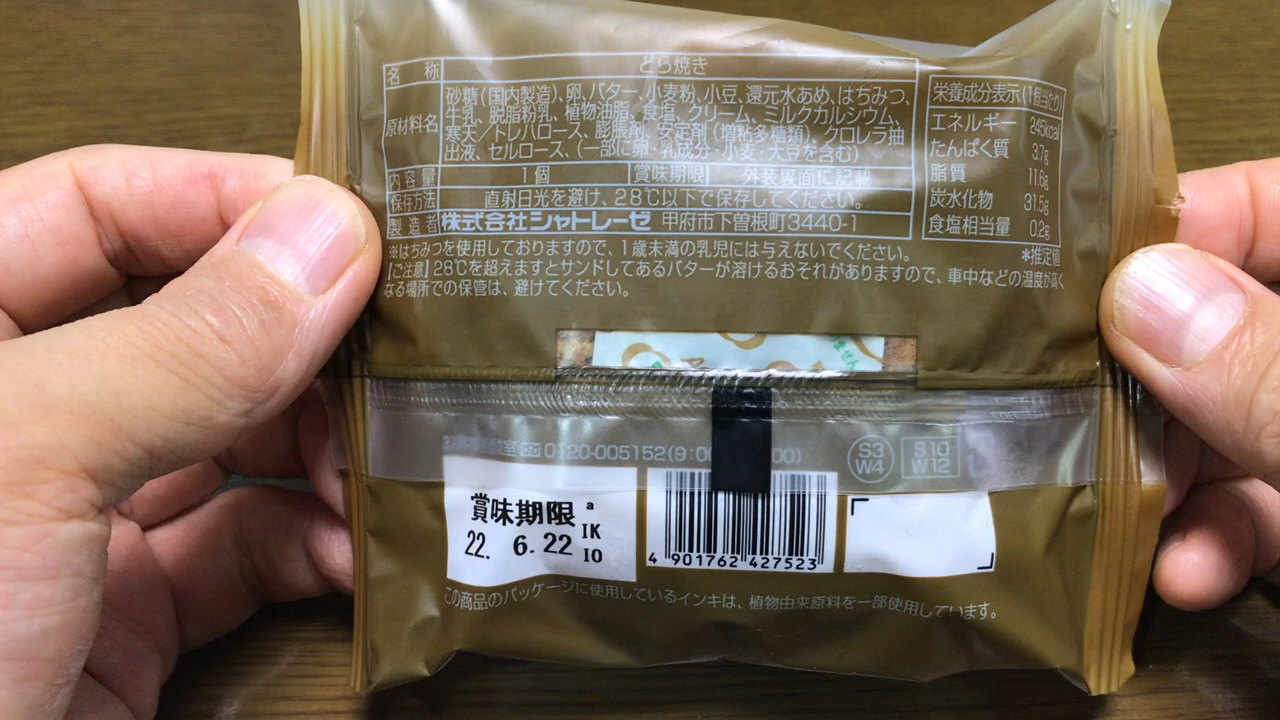 名称 どら焼き
原材料名 砂糖(国内製造)、卵、バター、小麦粉、小豆、還元水あめ、はちみつ、
牛乳、脱脂粉乳、植物油脂、食塩、クリーム、ミルクカルシウム、
寒天/トレハロース、膨脹剤、安定剤(増粘多糖類)、クロレラ抽
出液、セルロース、(一部に卵・乳成分・小麦・大豆を含む)
内容量 1個 賞味期限 外装裏面に記載
保存方法 直射日光を避け、28℃以下で保存してください。
製造者 株式会社シャトレーゼ 甲府市下曽根町3440-1
栄養成分表示(1個当たり)
エネルギー 245kcal
たんぱく質 3.7g
脂質 11.6g
炭水化物 31.5g
食塩相当量 0.2g
*推定値
※はちみつを使用しておりますので、1歳未満の乳児には与えないでください。
【ご注意】28℃を超えますとサンドしてあるバターが溶けるおそれがありますので、車中などの温度が高く
なる場所での保管は、避けてください。
ません
0120-005152(9:00
00)
S3
W4
S10
W12
賞味期限 a
IK
22. 6.22 IO
4 901762 427523
この商品のパッケージに使用しているインキは、植物由来原料を一部使用しています。